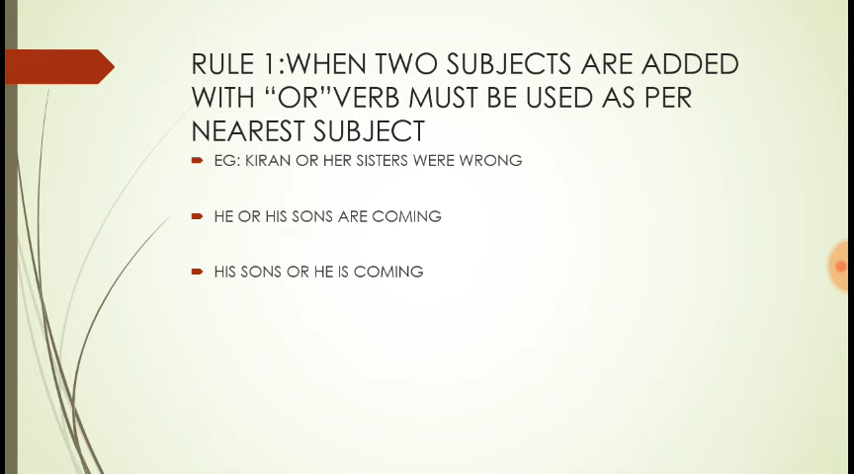 RULE 1:WHEN TWO SUBJECTS ARE ADDED
WITH “OR”VERB MUST BE USED AS PER
NEAREST SUBJECT
EG: KIRAN OR HER SISTERS WERE WRONG
HE OR HIS SONS ARE COMING
HIS SONS OR HE IS COMING